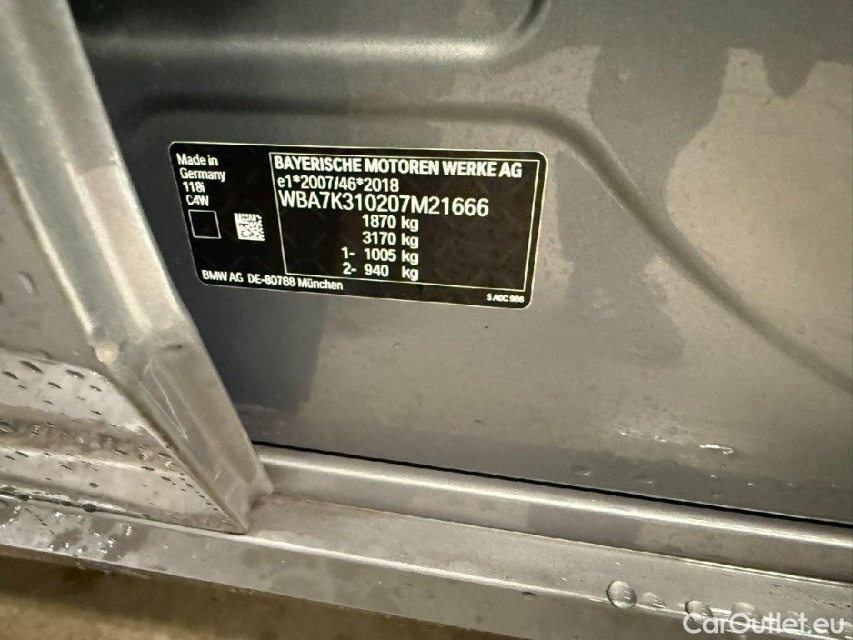 Made in
Germany
118i
C4W
BAYERISCHE MOTOREN WERKE AG
e1*2007/46*2018
WBA7K310207M21666
1870 kg
3170 kg
1- 1005 kg
2- 940 kg
BMW AG DE-80788 München
CarOutlet.eu